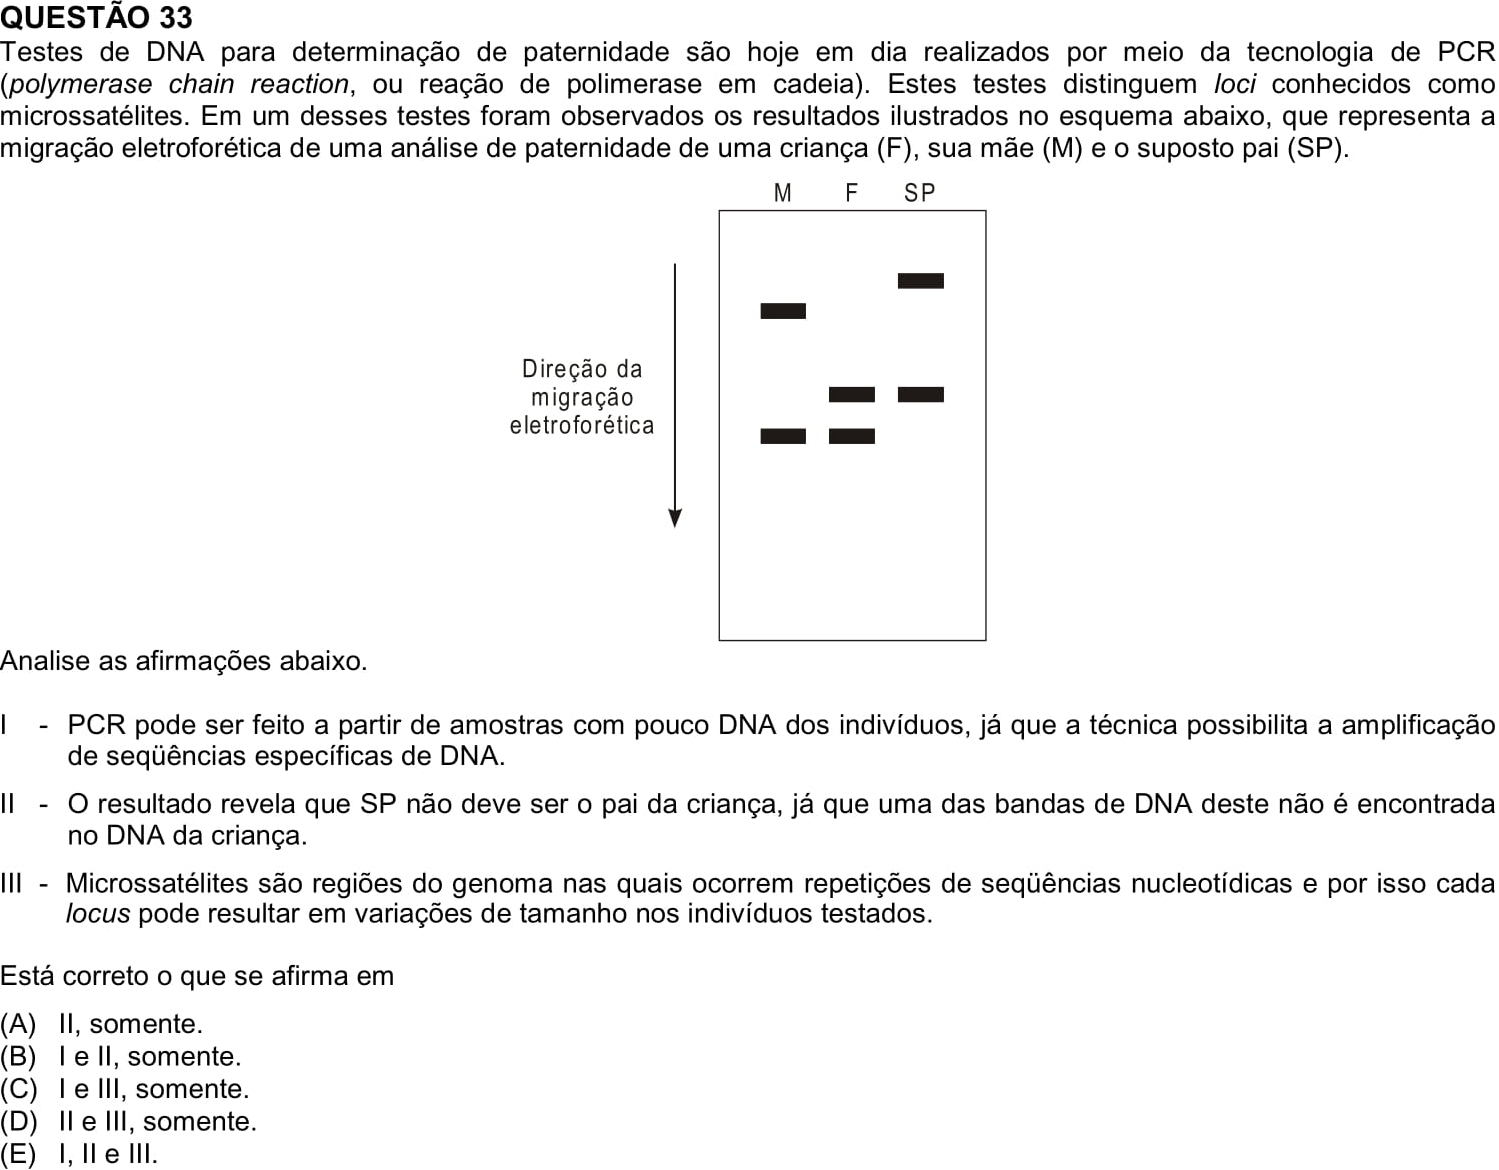 QUESTÃO 33
Testes de DNA para determinação de paternidade são hoje em dia realizados por meio da tecnologia de PCR
(polymerase chain reaction, ou reação de polimerase em cadeia). Estes testes distinguem loci conhecidos como
microssatélites. Em um desses testes foram observados os resultados ilustrados no esquema abaixo, que representa a
migração eletroforética de uma análise de paternidade de uma criança (F), sua mãe (M) e o suposto pai (SP).
M F SP
Direção da
migração
eletroforética
Analise as afirmações abaixo.
I - PCR pode ser feito a partir de amostras com pouco DNA dos indivíduos, já que a técnica possibilita a amplificação
de seqüências específicas de DNA.
II - O resultado revela que SP não deve ser o pai da criança, já que uma das bandas de DNA deste não é encontrada
no DNA da criança.
III - Microssatélites são regiões do genoma nas quais ocorrem repetições de seqüências nucleotídicas e por isso cada
locus pode resultar em variações de tamanho nos indivíduos testados.
Está correto o que se afirma em
(A) II, somente.
(B) I e II, somente.
(C) I e III, somente.
(D) II e III, somente.
(E) I, II e III.